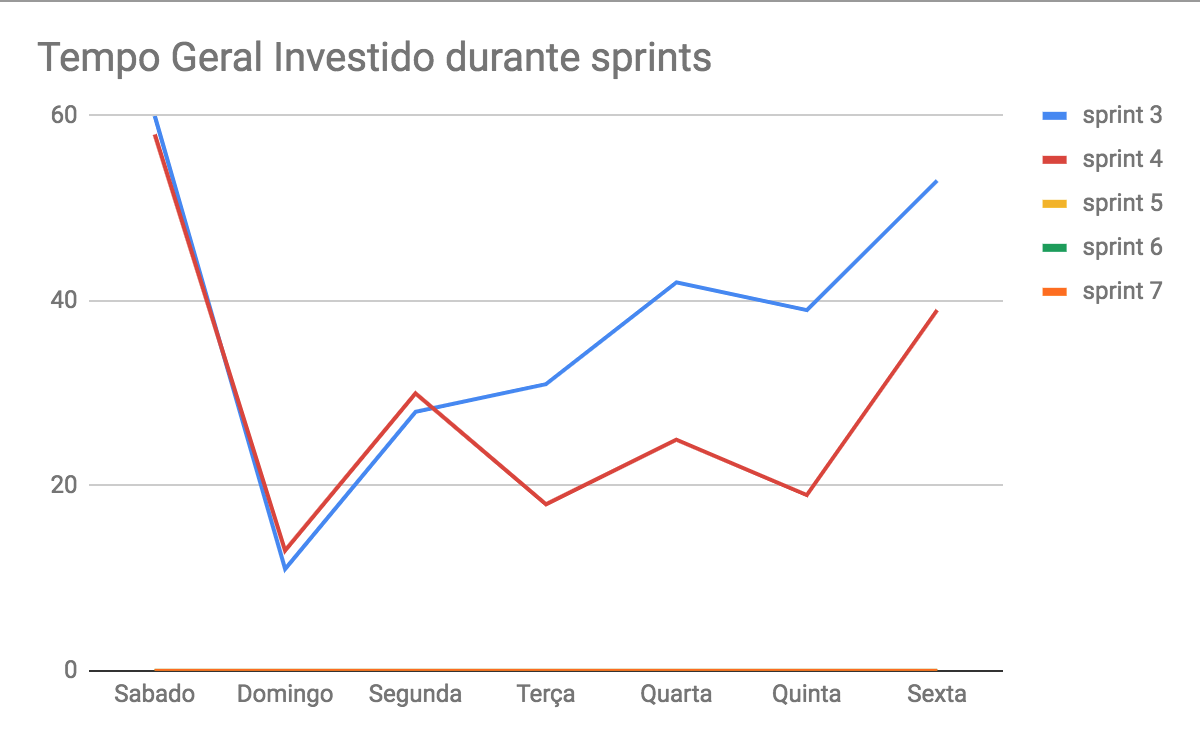 Tempo Geral Investido durante sprints
60
40
20
0
Sabado Domingo Segunda Terça Quarta Quinta Sexta
sprint 3
sprint 4
sprint 5
sprint 6
sprint 7